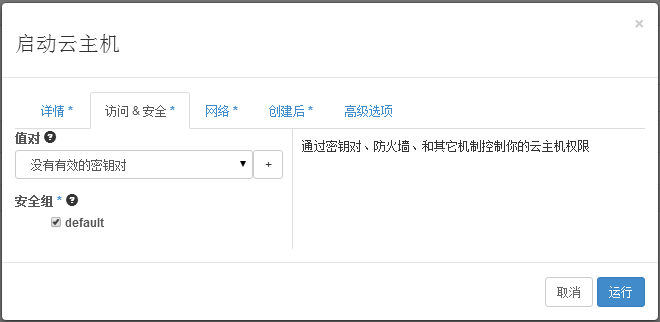 启动云主机
×
详情 *
访问 & 安全 *
网络 *
创建后 *
高级选项
值对 ?
没有有效的密钥对
+
安全组 * ?
default
通过密钥对、防火墙、和其它机制控制你的云主机权限
取消
运行